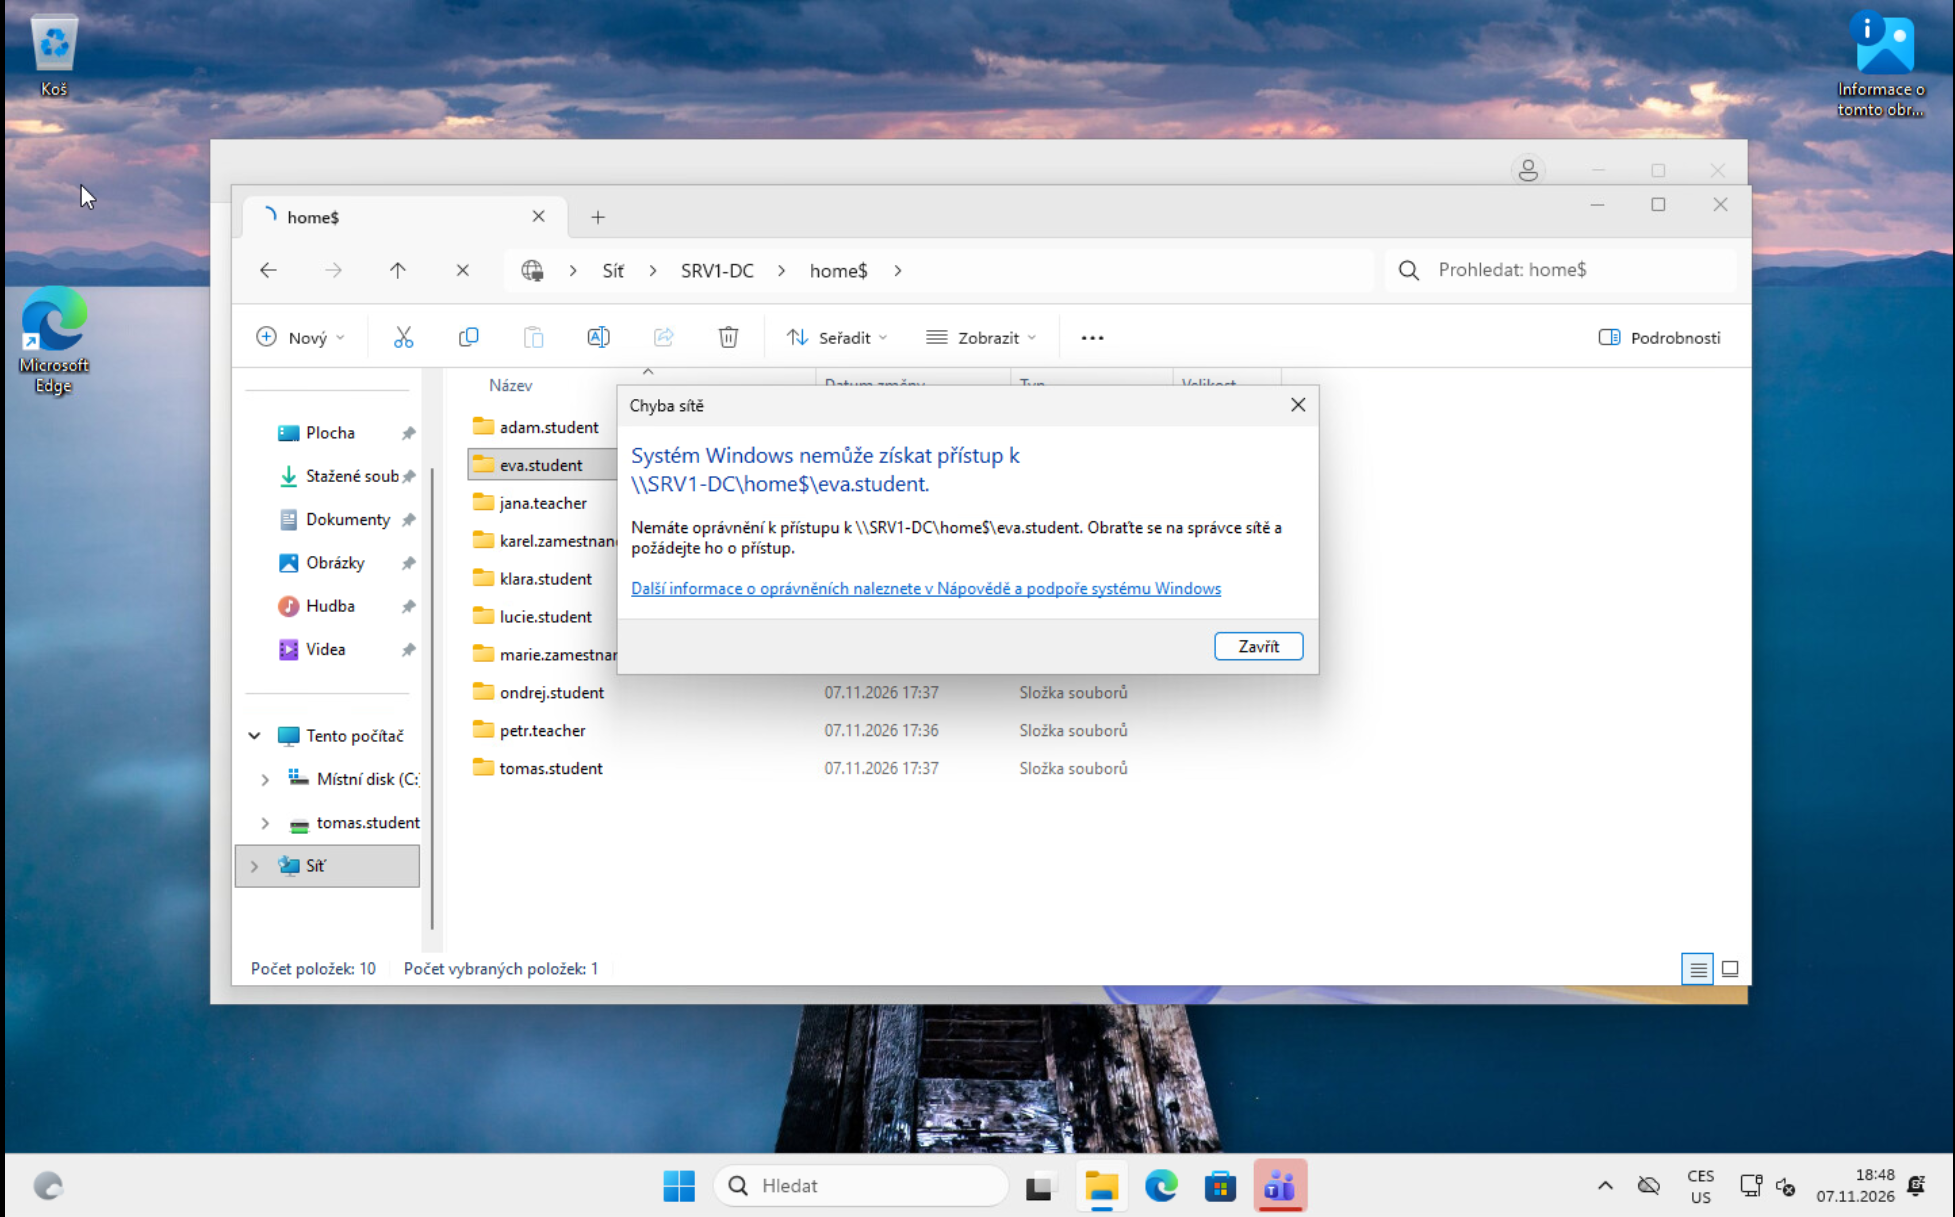 Koš
Informace o
tomto obr...
Microsoft
Edge
home$
Síť
SRV1-DC
home$
Prohledat: home$
Nový
Seřadit
Zobrazit
Podrobnosti
Název
Datum změny
Typ
Velikost
Plocha
Stažené soub
Dokumenty
Obrázky
Hudba
Videa
Tento počítač
Místní disk (C:)
tomas.student
Síť
adam.student
eva.student
jana.teacher
karel.zamestnan
klara.student
lucie.student
marie.zamestnan
ondrej.student 07.11.2026 17:37 Složka souborů
petr.teacher 07.11.2026 17:36 Složka souborů
tomas.student 07.11.2026 17:37 Složka souborů
Chyba sítě
Systém Windows nemůže získat přístup k
\\SRV1-DC\home$\eva.student.
Nemáte oprávnění k přístupu k \\SRV1-DC\home$\eva.student. Obraťte se na správce sítě a
požádejte ho o přístup.
Další informace o oprávněních naleznete v Nápovědě a podpoře systému Windows
Zavřít
Počet položek: 10
Počet vybraných položek: 1
Hledat
CES
US
18:48
07.11.2026